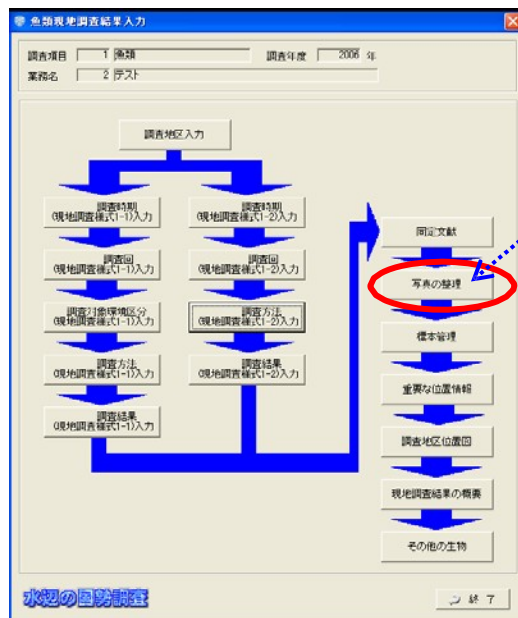 魚類現地調査結果入力
調査項目 1 魚類 調査年度 2006 年
業務名 2 テスト
調査地区入力
調査時期
(現地調査様式1-1)入力
調査回
(現地調査様式1-1)入力
調査対象環境区分
(現地調査様式1-1)入力
調査方法
(現地調査様式1-1)入力
調査結果
(現地調査様式1-1)入力
調査時期
(現地調査様式1-2)入力
調査回
(現地調査様式1-2)入力
調査方法
(現地調査様式1-2)入力
調査結果
(現地調査様式1-2)入力
同定文献
写真の整理
標本管理
重要な位置情報
調査地区位置図
現地調査結果の概要
その他の生物
水辺の国勢調査
終了